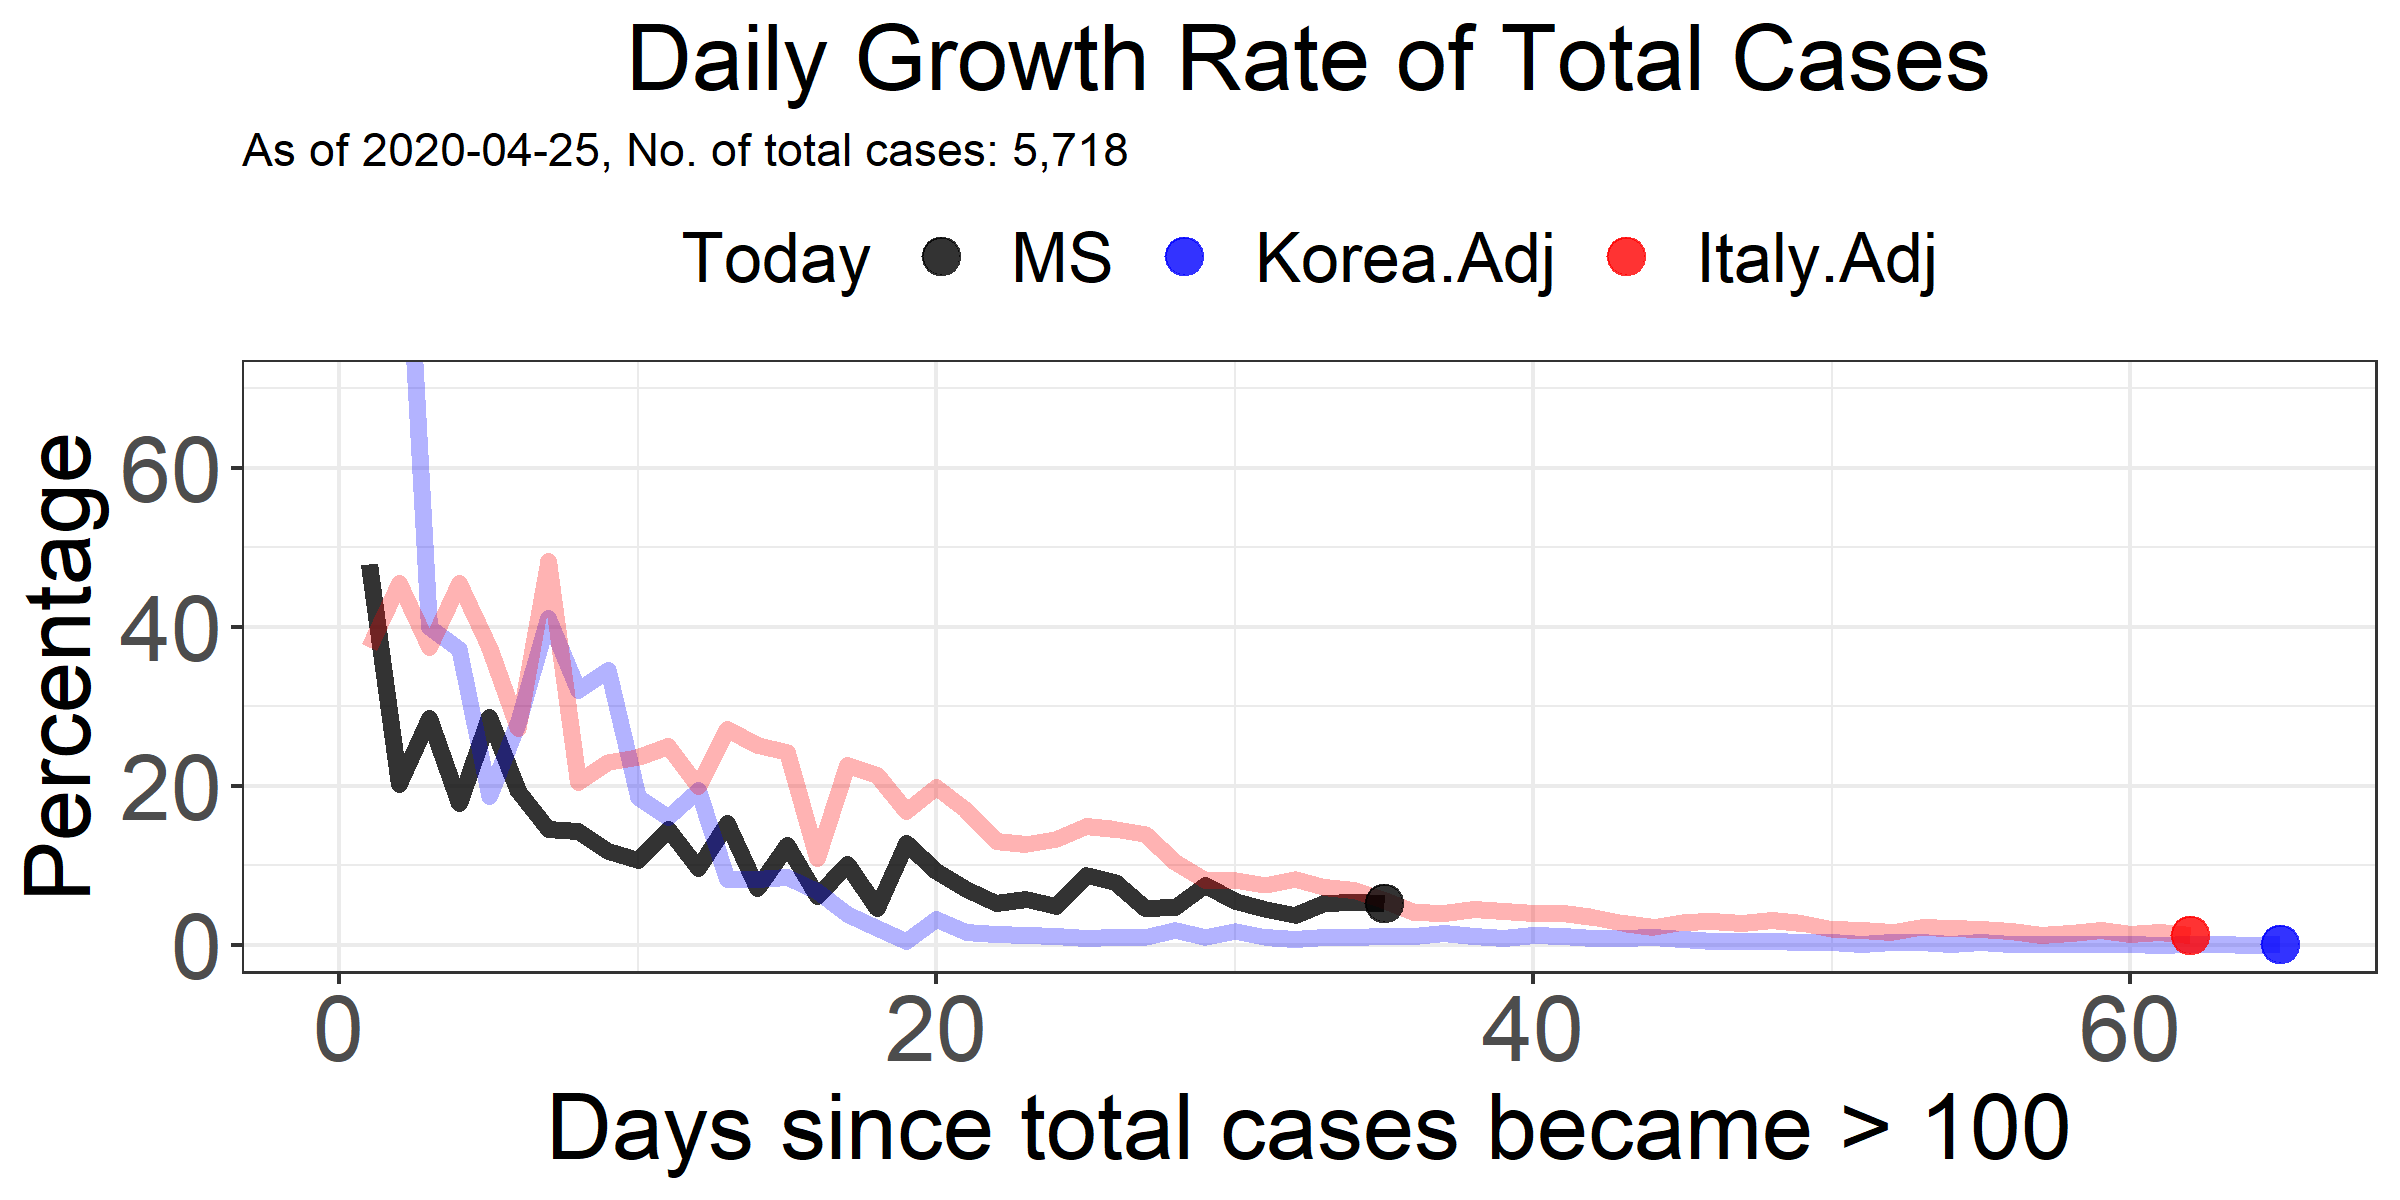 Daily Growth Rate of Total Cases
As of 2020-04-25, No. of total cases: 5,718
Today MS Korea.Adj Italy.Adj
Percentage
60
40
20
0
0 20 40 60
Days since total cases became > 100